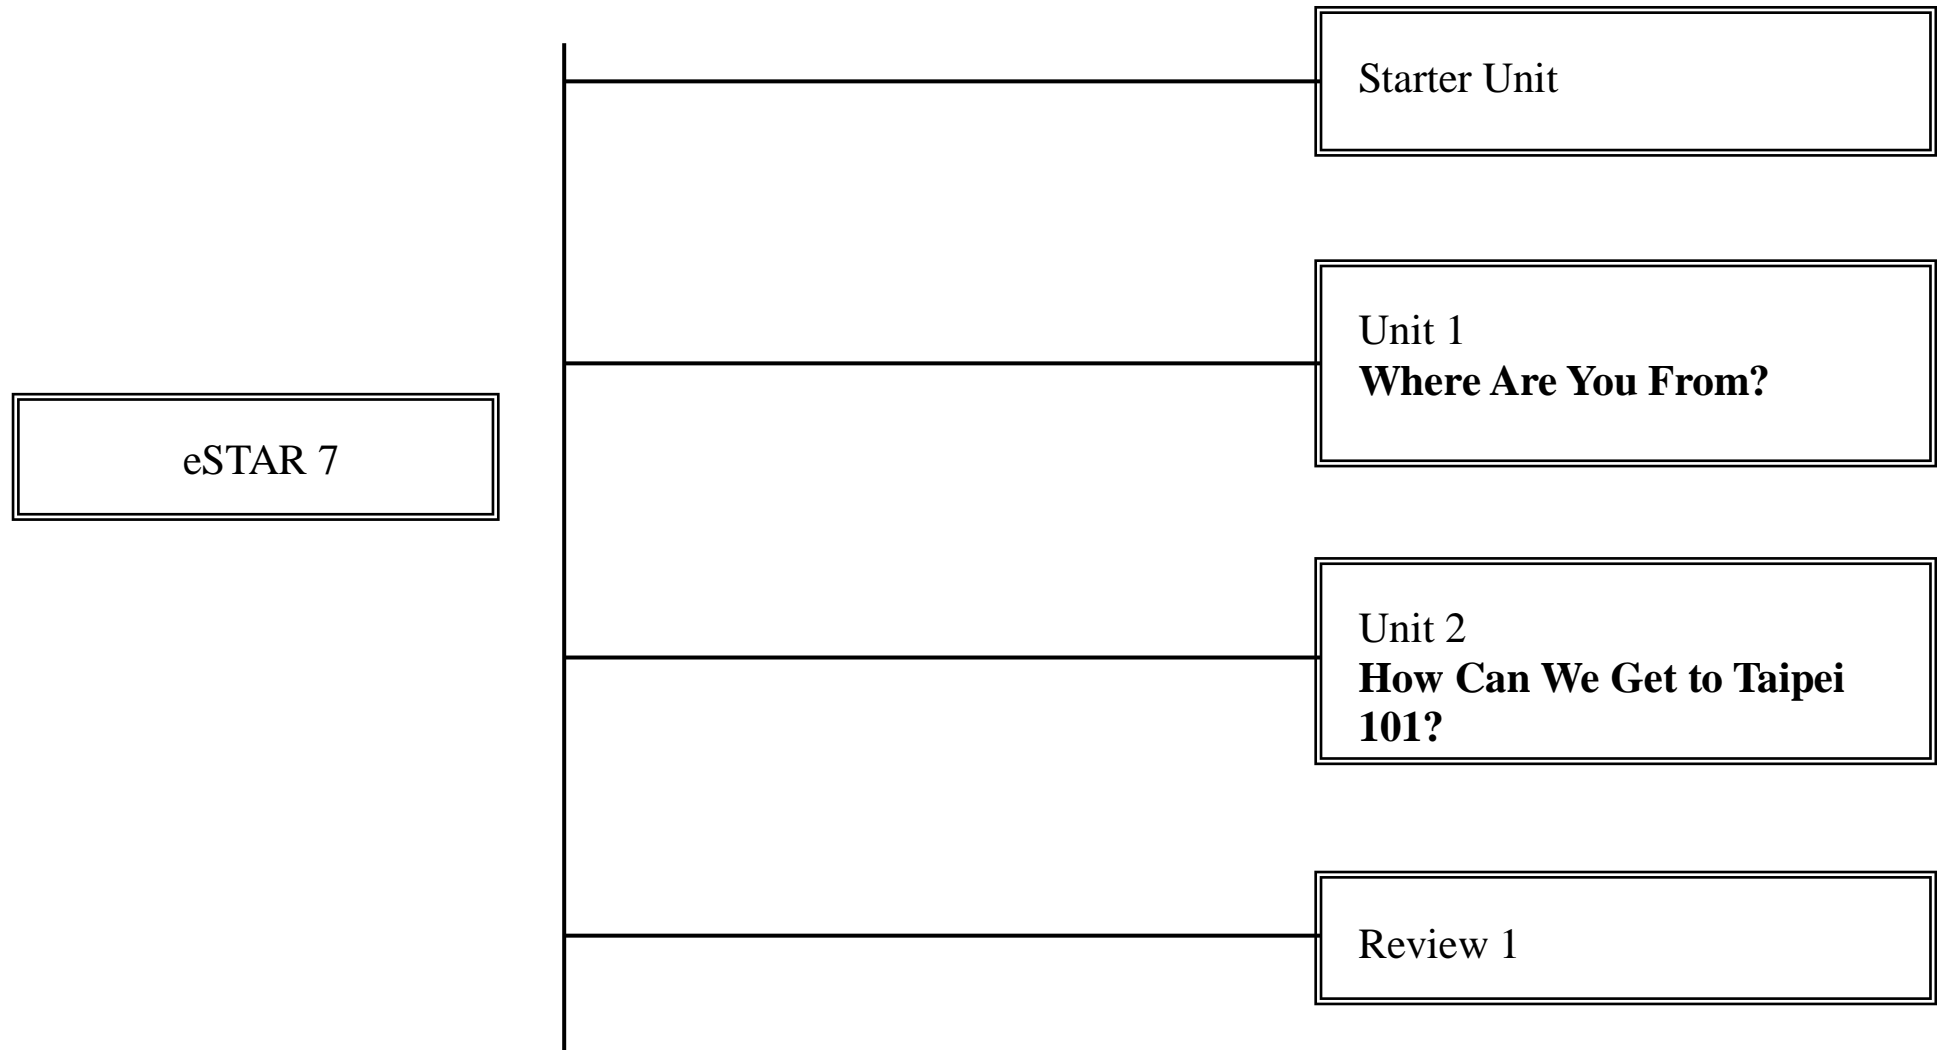 Starter Unit
Unit 1
Where Are You From?
eSTAR 7
Unit 2
How Can We Get to Taipei
101?
Review 1